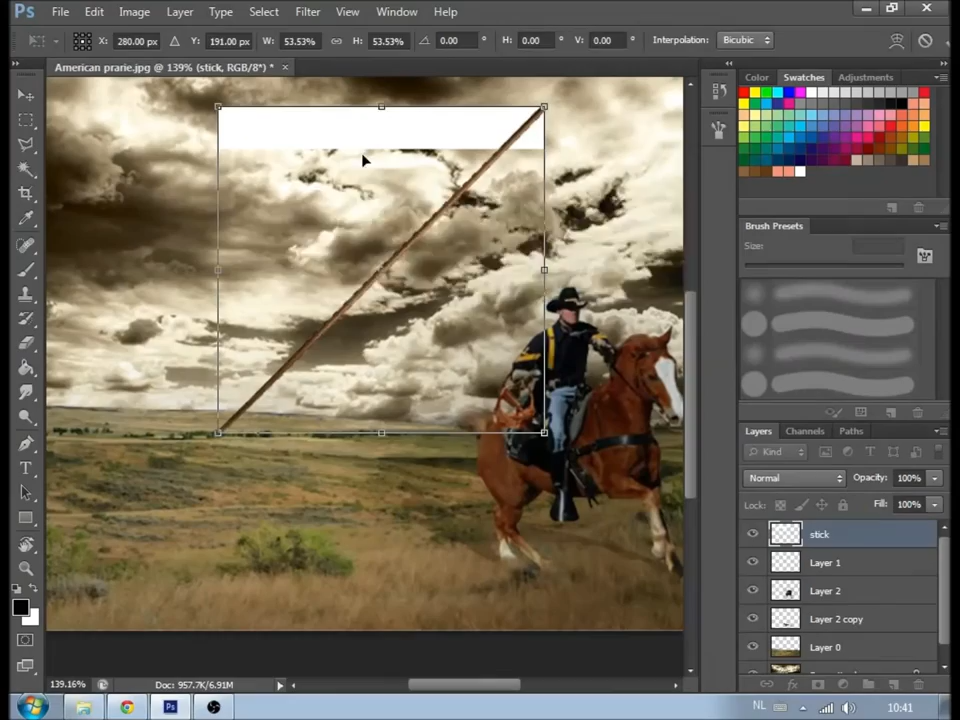 Ps File Edit Image Layer Type Select Filter View Window Help
X: 280.00 px Y: 191.00 px W: 53.53% H: 53.53% 0.00 ° H: 0.00 ° V: 0.00 ° Interpolation: Bicubic
American prarie.jpg @ 139% (stick, RGB/8*) * ×
Color Swatches Adjustments
Brush Presets
Size:
Layers Channels Paths
Kind
Normal Opacity: 100%
Lock: Fill: 100%
stick
Layer 1
Layer 2
Layer 2 copy
Layer 0
139.16% Doc: 957.7K/6.91M
Ps NL 10:41